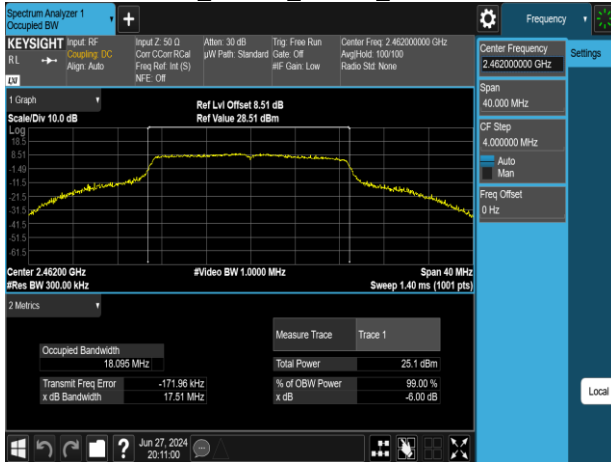 Spectrum Analyzer 1
Occupied BW
Frequency
KEYSIGHT
RL
LXI
Input: RF
Coupling: DC
Align: Auto
Input Z: 50 Ω
Corr CCorr RCal
Freq Ref: Int (S)
NFE: Off
Atten: 30 dB
µW Path: Standard
Trig: Free Run
Gate: Off
#IF Gain: Low
Center Freq: 2.462000000 GHz
Avg|Hold: 100/100
Radio Std: None
Center Frequency
2.462000000 GHz
Settings
Span
40.000 MHz
CF Step
4.000000 MHz
Auto
Man
Freq Offset
0 Hz
Local
1 Graph
Scale/Div 10.0 dB
Ref Lvl Offset 8.51 dB
Ref Value 28.51 dBm
Log
18.5
8.51
-1.49
-11.5
-21.5
-31.5
-41.5
-51.5
-61.5
Center 2.46200 GHz
#Video BW 1.0000 MHz
Span 40 MHz
#Res BW 300.00 kHz
Sweep 1.40 ms (1001 pts)
2 Metrics
Measure Trace Trace 1
Occupied Bandwidth
18.095 MHz
Total Power 25.1 dBm
Transmit Freq Error -171.96 kHz
% of OBW Power 99.00 %
x dB Bandwidth 17.51 MHz
x dB -6.00 dB
Jun 27, 2024
20:11:00